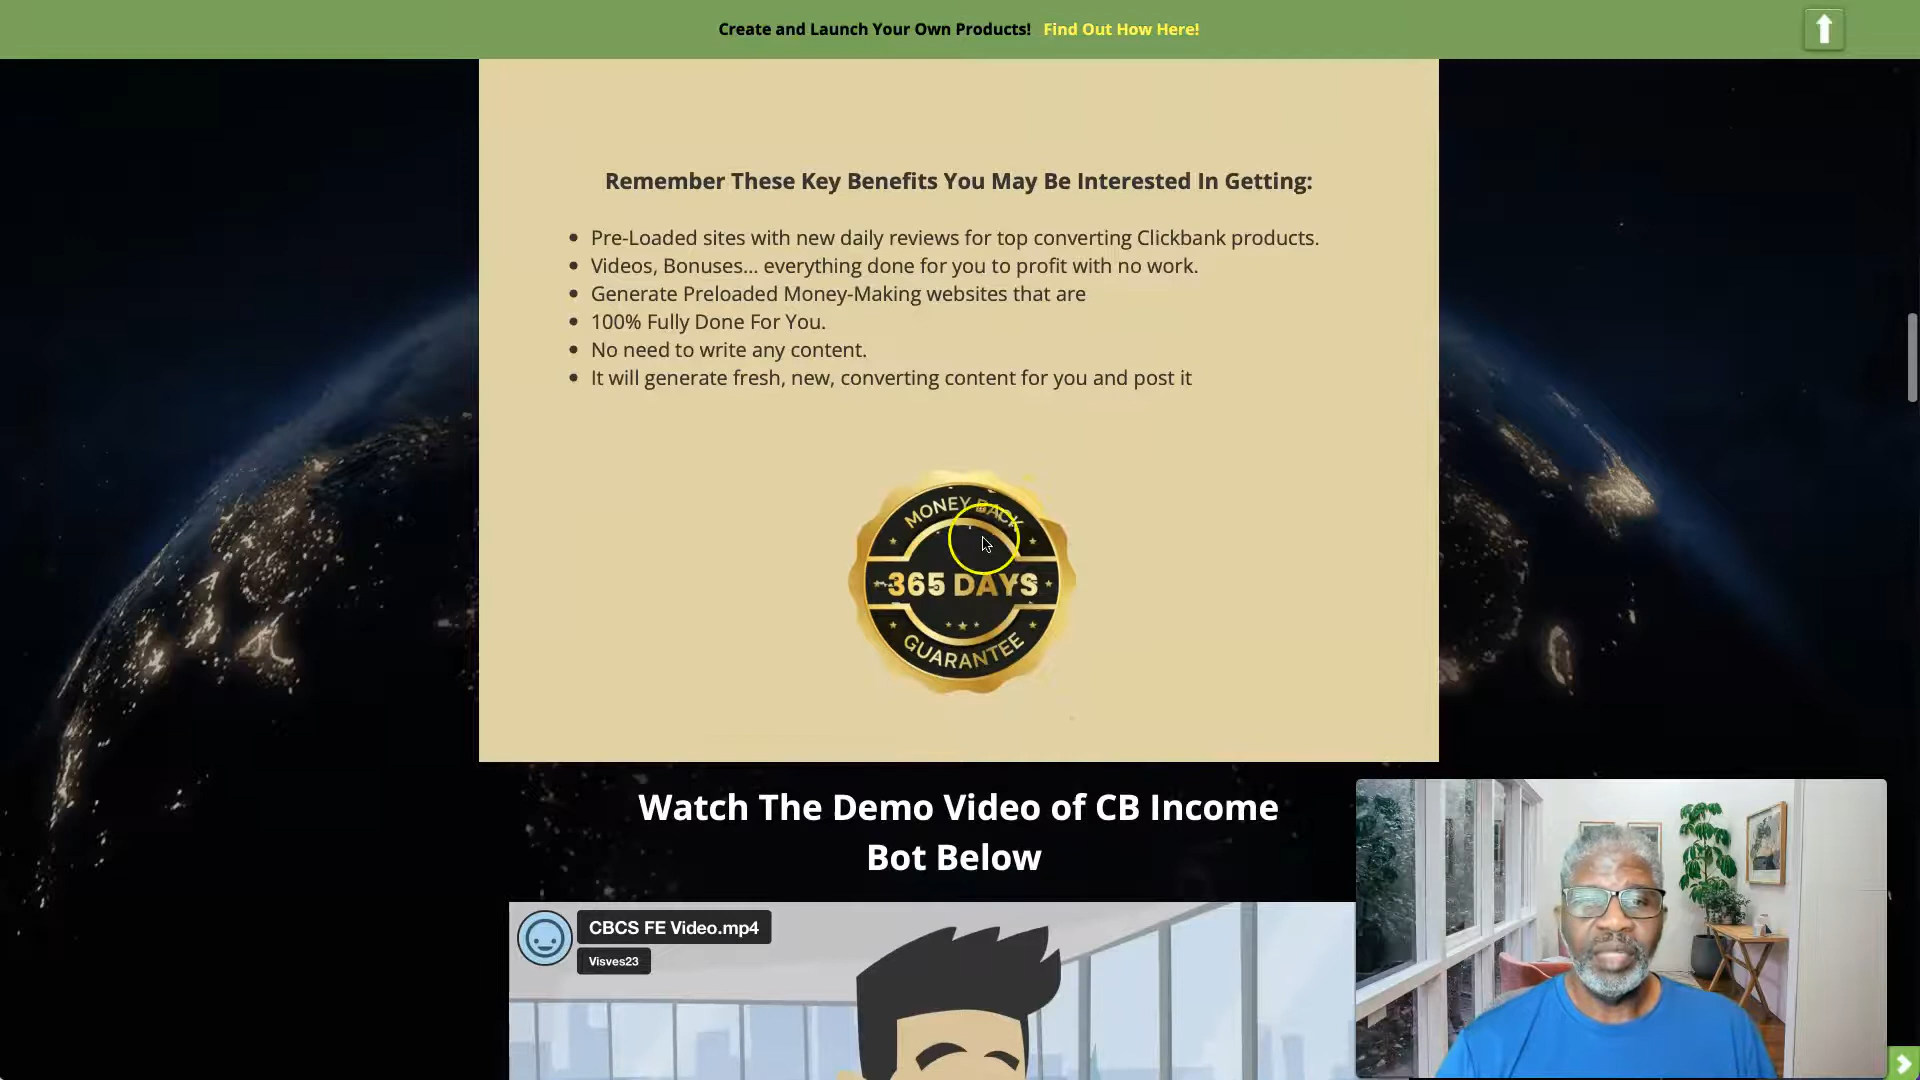 Create and Launch Your Own Products! Find Out How Here!
Remember These Key Benefits You May Be Interested In Getting:
Pre-Loaded sites with new daily reviews for top converting Clickbank products.
Videos, Bonuses... everything done for you to profit with no work.
Generate Preloaded Money-Making websites that are
100% Fully Done For You.
No need to write any content.
It will generate fresh, new, converting content for you and post it
MONEY BACK
365 DAYS
GUARANTEE
Watch The Demo Video of CB Income
Bot Below
CBCS FE Video.mp4
Visves23